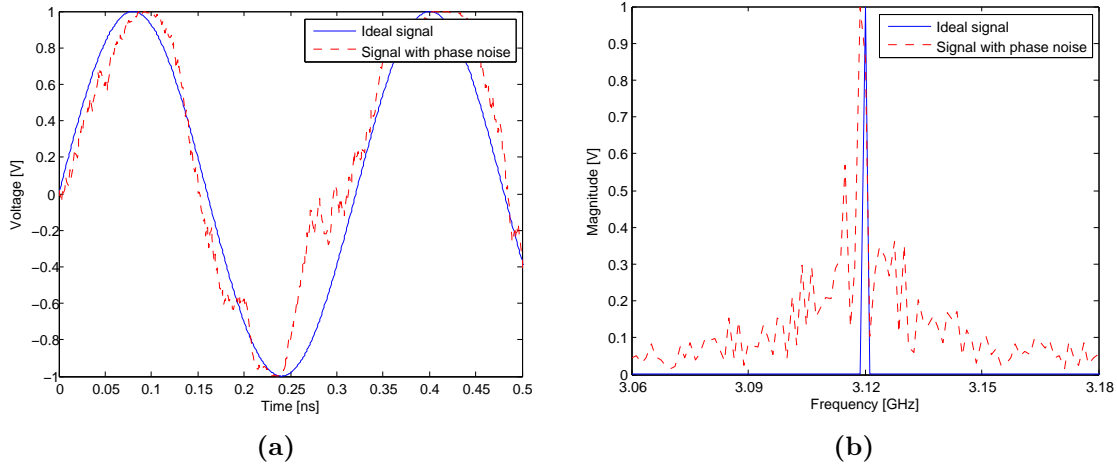 1
0.8
0.6
0.4
0.2
0
−0.2
−0.4
−0.6
−0.8
−1
0 0.05 0.1 0.15 0.2 0.25 0.3 0.35 0.4 0.45 0.5
Voltage [V]
Time [ns]
Ideal signal
Signal with phase noise
(a)
1
0.9
0.8
0.7
0.6
0.5
0.4
0.3
0.2
0.1
0
3.06 3.09 3.12 3.15 3.18
Magnitude [V]
Frequency [GHz]
Ideal signal
Signal with phase noise
(b)